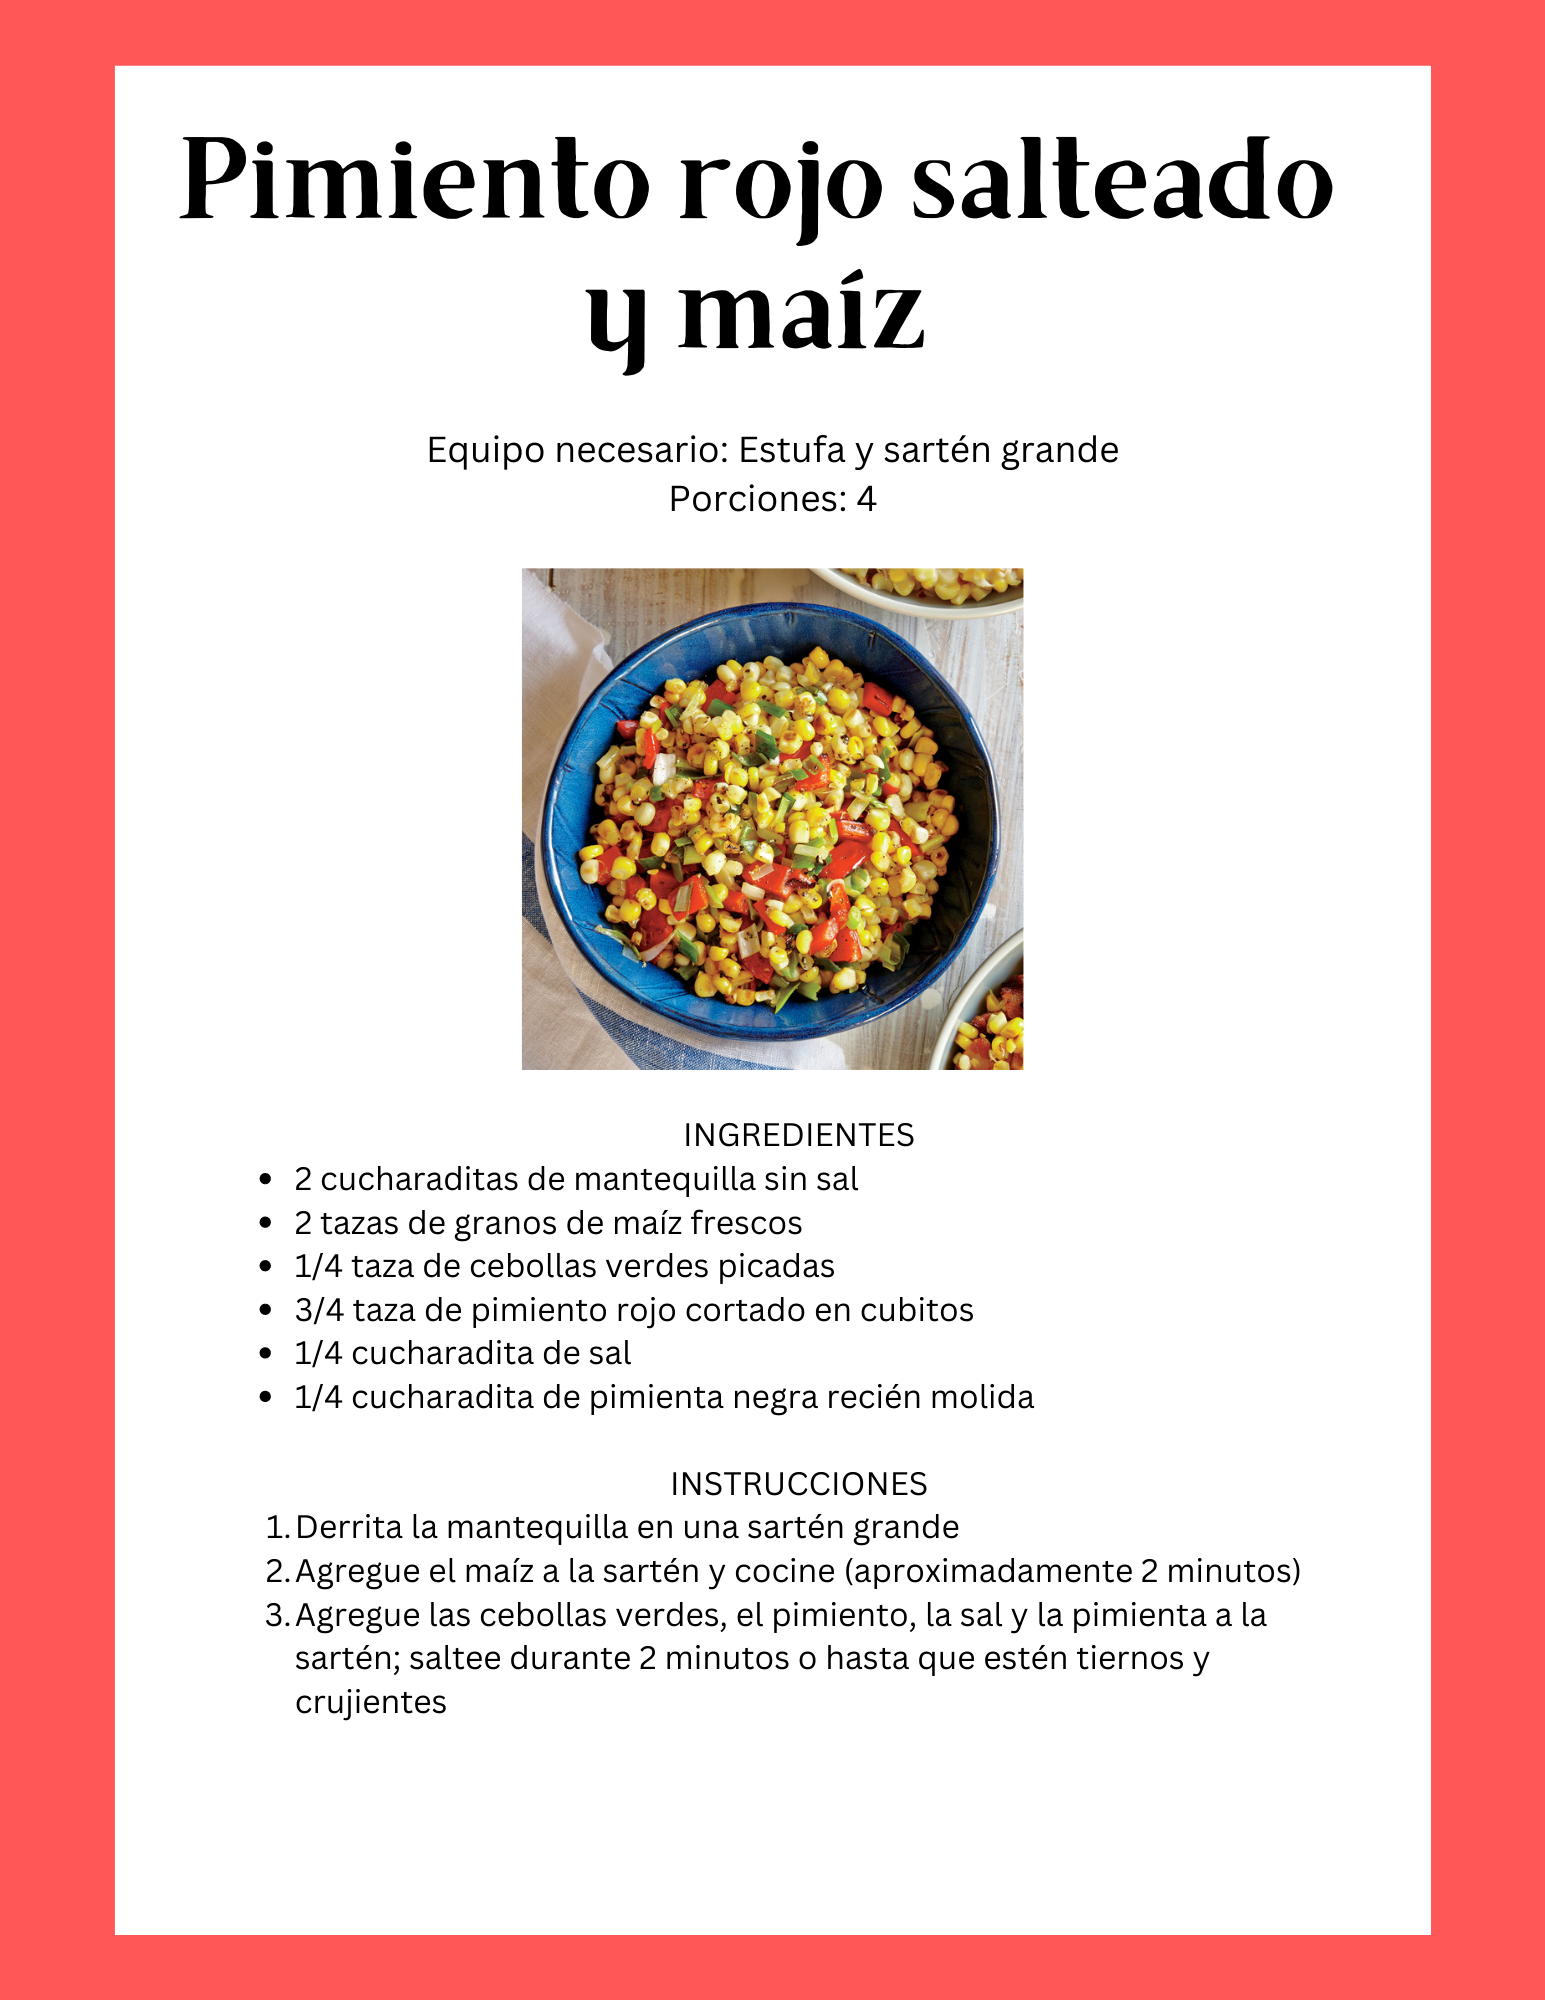 Pimiento rojo salteado
y maíz
Equipo necesario: Estufa y sartén grande
Porciones: 4
INGREDIENTES
• 2 cucharaditas de mantequilla sin sal
• 2 tazas de granos de maíz frescos
• 1/4 taza de cebollas verdes picadas
• 3/4 taza de pimiento rojo cortado en cubitos
• 1/4 cucharadita de sal
• 1/4 cucharadita de pimienta negra recién molida
INSTRUCCIONES
1. Derrita la mantequilla en una sartén grande
2. Agregue el maíz a la sartén y cocine (aproximadamente 2 minutos)
3. Agregue las cebollas verdes, el pimiento, la sal y la pimienta a la
sartén; saltee durante 2 minutos o hasta que estén tiernos y
crujientes